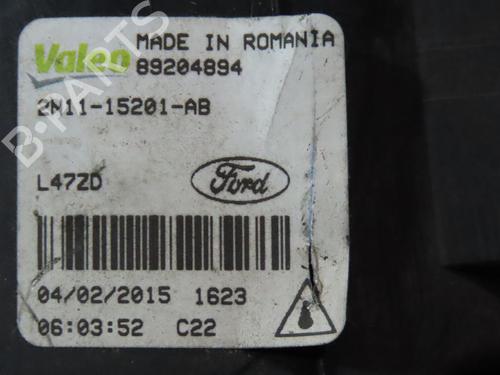 Valeo MADE IN ROMANIA
89204894
2N11-15201-AB
L47ZD Ford
04/02/2015 1623
06:03:52 C22
B-PARTS